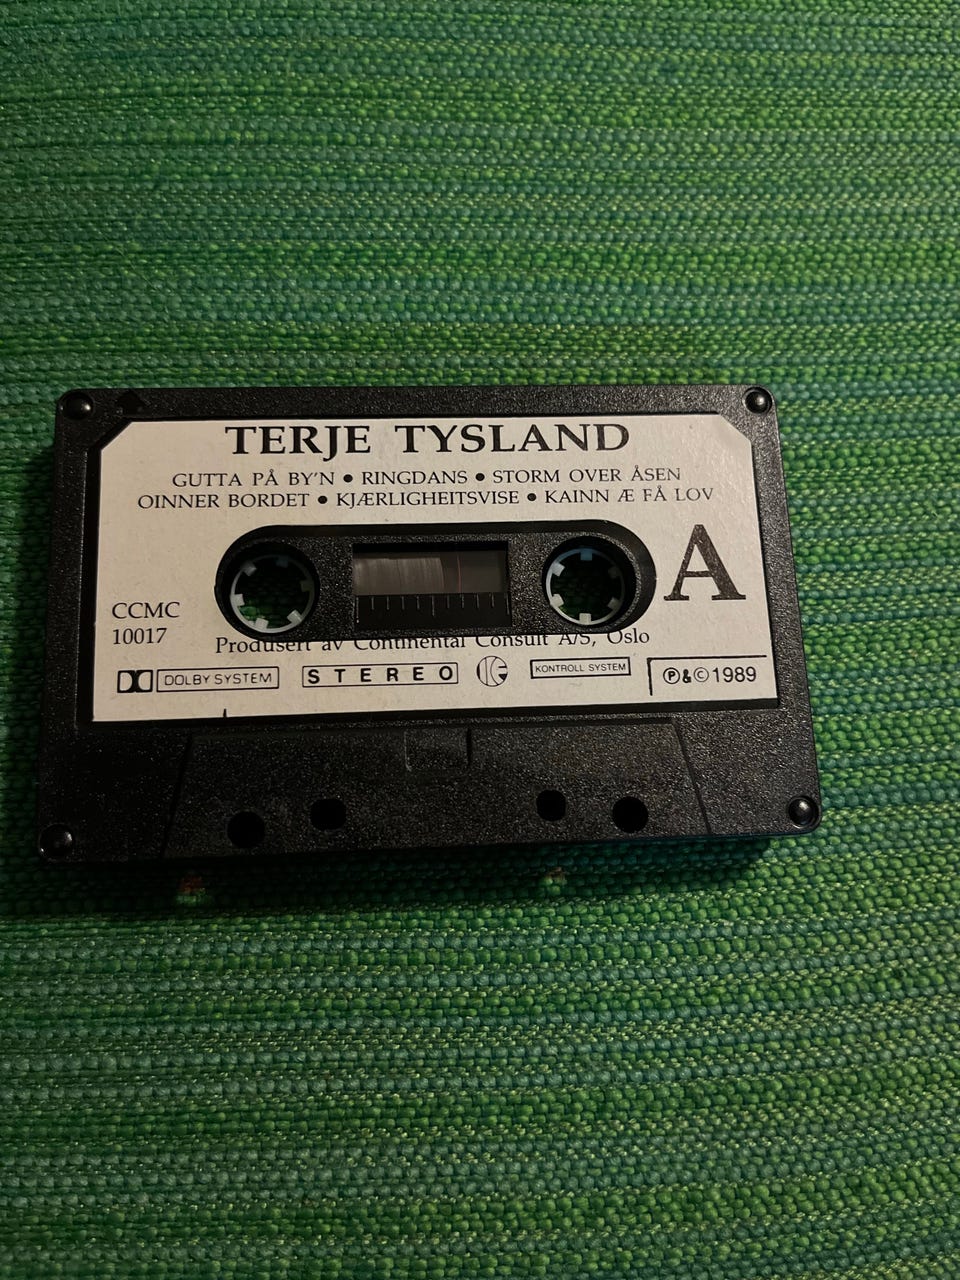 TERJE TYSLAND
GUTTA PÅ BY'N • RINGDANS • STORM OVER ÅSEN
OINNER BORDET • KJÆRLIGHEITSVISE • KAINN Æ FÅ LOV
A
CCMC
10017
Produsert av Continental Consult A/S, Oslo
DOLBY SYSTEM STEREO KONTROLL SYSTEM ℗&©1989